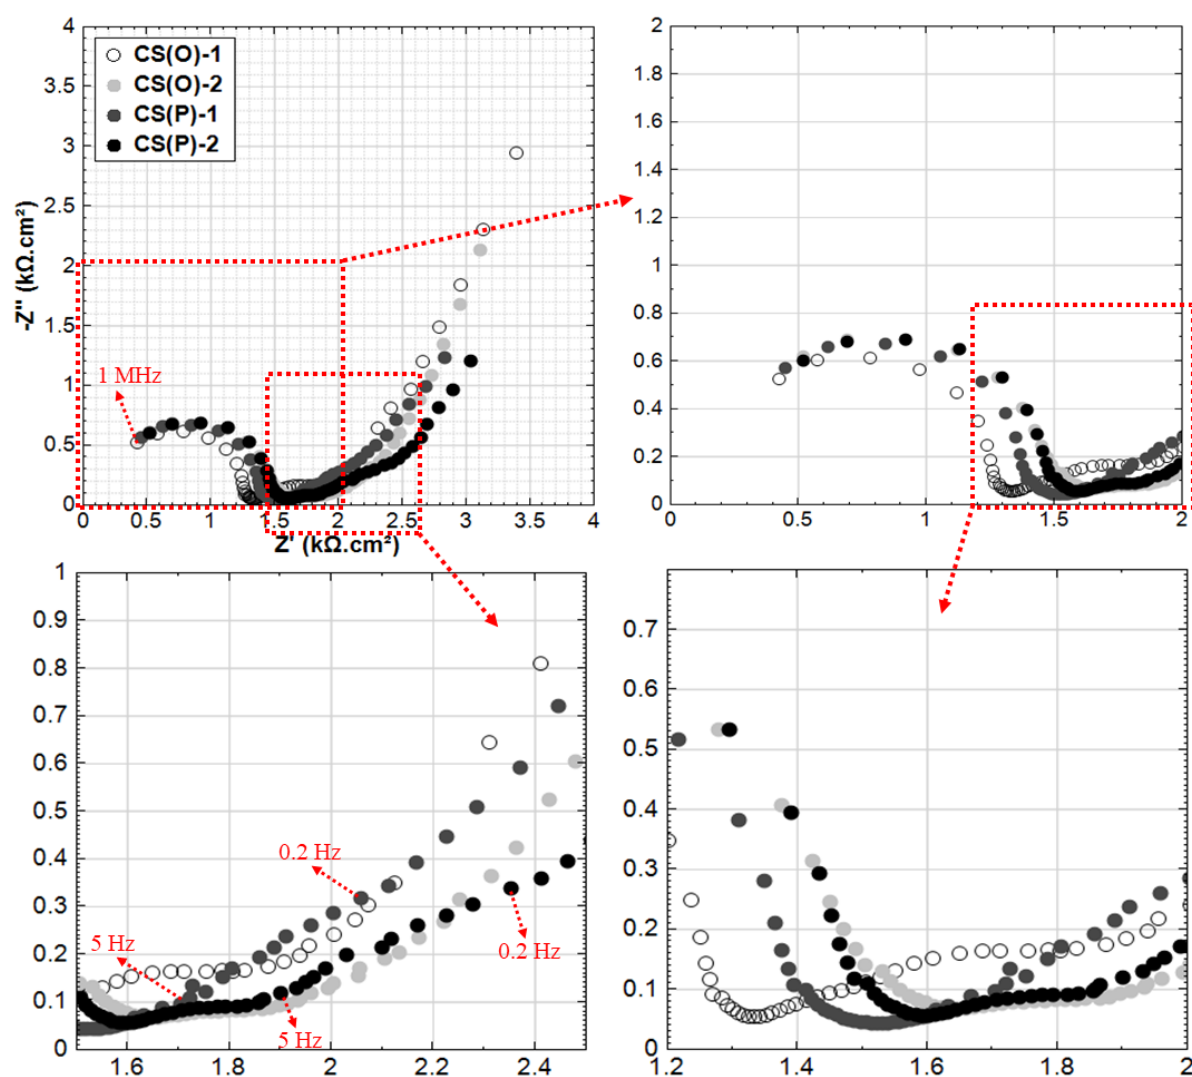 4
3.5
3
2.5
2
1.5
1
0.5
0
CS(O)-1
CS(O)-2
CS(P)-1
CS(P)-2
1 MHz
-Z'' (kΩ.cm²)
0 0.5 1 1.5 2 2.5 3 3.5 4
Z' (kΩ.cm²)
2
1.8
1.6
1.4
1.2
1
0.8
0.6
0.4
0.2
0
0 0.5 1 1.5 2
1
0.9
0.8
0.7
0.6
0.5
0.4
0.3
0.2
0.1
0
0.2 Hz
5 Hz
0.2 Hz
5 Hz
1.6 1.8 2 2.2 2.4
0.7
0.6
0.5
0.4
0.3
0.2
0.1
0
1.2 1.4 1.6 1.8 2